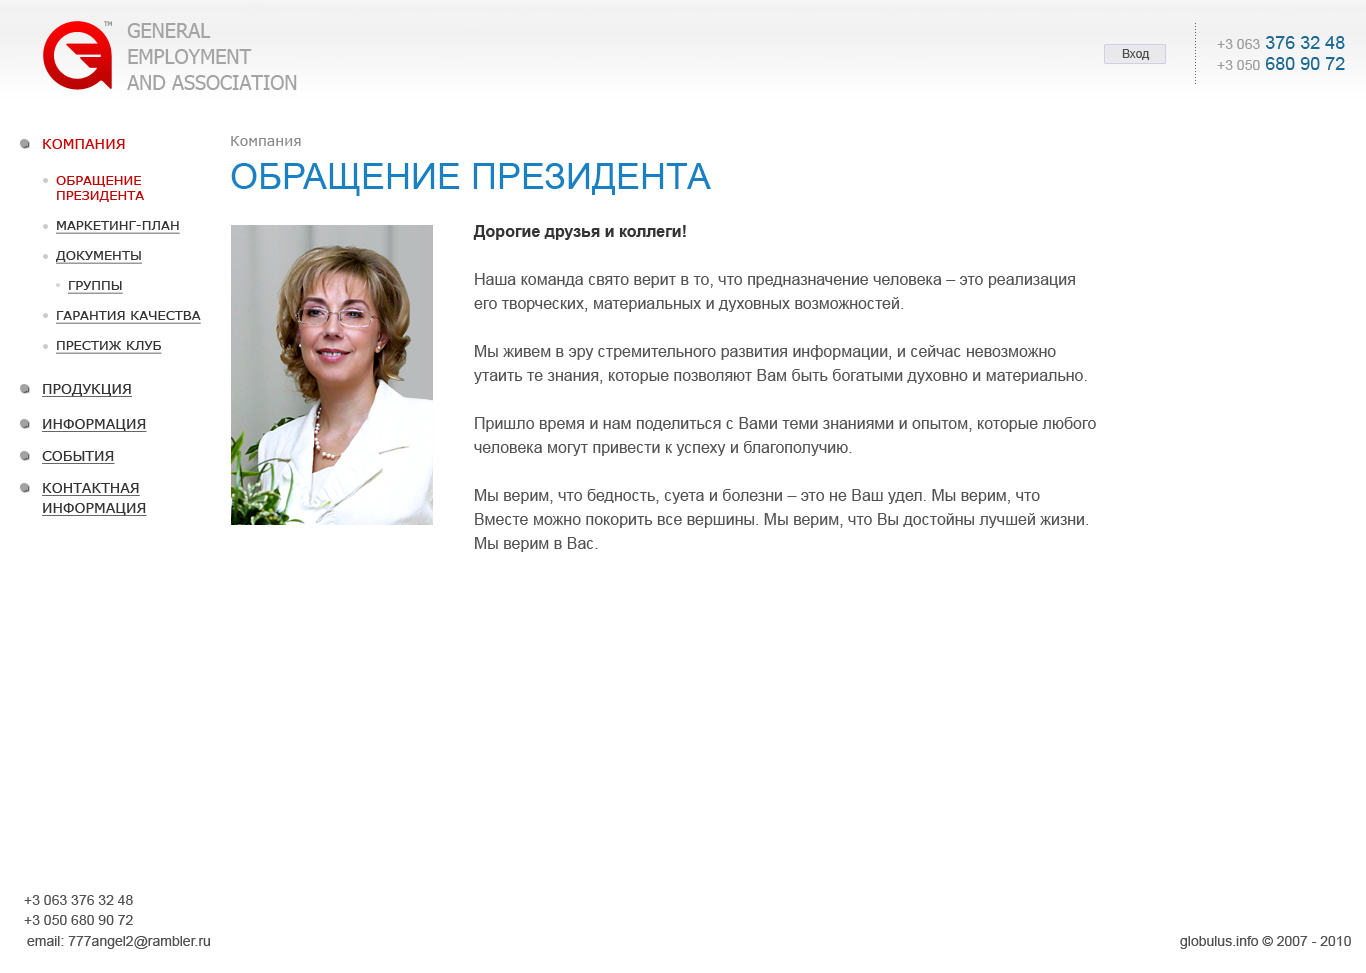 TM
GENERAL
EMPLOYMENT
AND ASSOCIATION
Вход
+3 063 376 32 48
+3 050 680 90 72
КОМПАНИЯ
ОБРАЩЕНИЕ
ПРЕЗИДЕНТА
МАРКЕТИНГ-ПЛАН
ДОКУМЕНТЫ
ГРУППЫ
ГАРАНТИЯ КАЧЕСТВА
ПРЕСТИЖ КЛУБ
ПРОДУКЦИЯ
ИНФОРМАЦИЯ
СОБЫТИЯ
КОНТАКТНАЯ
ИНФОРМАЦИЯ
Компания
ОБРАЩЕНИЕ ПРЕЗИДЕНТА
Дорогие друзья и коллеги!
Наша команда свято верит в то, что предназначение человека – это реализация
его творческих, материальных и духовных возможностей.
Мы живем в эру стремительного развития информации, и сейчас невозможно
утаить те знания, которые позволяют Вам быть богатыми духовно и материально.
Пришло время и нам поделиться с Вами теми знаниями и опытом, которые любого
человека могут привести к успеху и благополучию.
Мы верим, что бедность, суета и болезни – это не Ваш удел. Мы верим, что
Вместе можно покорить все вершины. Мы верим, что Вы достойны лучшей жизни.
Мы верим в Вас.
+3 063 376 32 48
+3 050 680 90 72
email: 777angel2@rambler.ru
globulus.info © 2007 - 2010